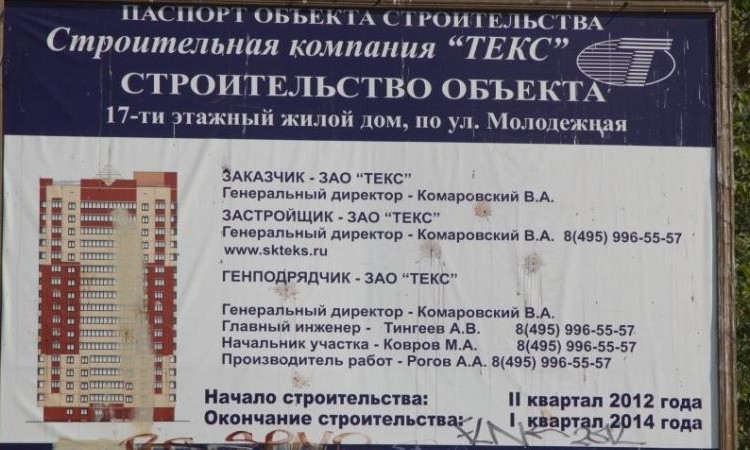 ПАСПОРТ ОБЪЕКТА СТРОИТЕЛЬСТВА
Строительная компания “ТЕКС”
СТРОИТЕЛЬСТВО ОБЪЕКТА
17-ти этажный жилой дом, по ул. Молодежная
ЗАКАЗЧИК - ЗАО “ТЕКС”
Генеральный директор - Комаровский В.А.
ЗАСТРОЙЩИК - ЗАО “ТЕКС”
Генеральный директор - Комаровский В.А. 8(495) 996-55-57
www.skteks.ru
ГЕНПОДРЯДЧИК - ЗАО “ТЕКС”
Генеральный директор - Комаровский В.А.
Главный инженер - Тингеев А.В. 8(495) 996-55-57
Начальник участка - Ковров М.А. 8(495) 996-55-57
Производитель работ - Рогов А.А. 8(495) 996-55-57
Начало строительства: II квартал 2012 года
Окончание строительства: I квартал 2014 года